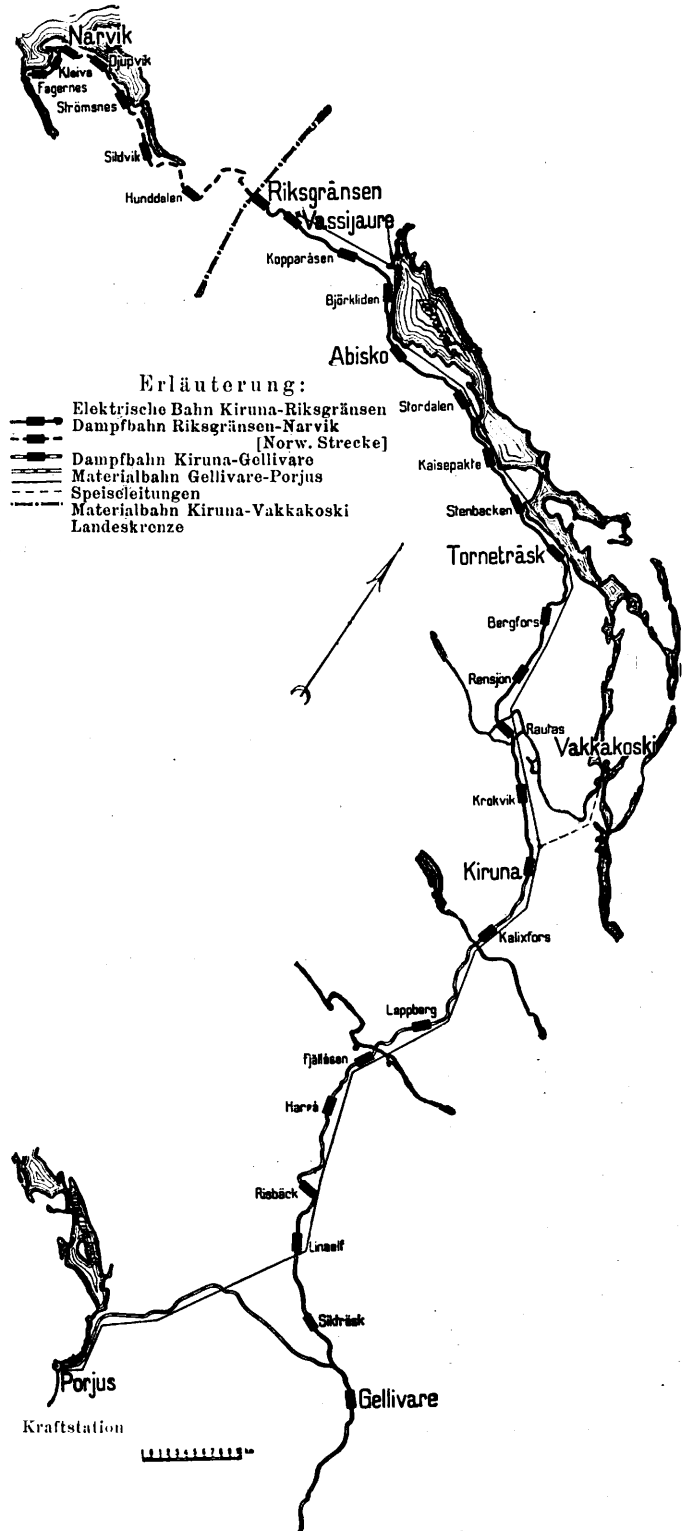 Narvik
Djupvik
Kleiva
Fagernes
Strömsnes
Sildvik
Hunddalen
Riksgränsen
Vassijaure
Kopparåsen
Björkliden
Abisko
Erläuterung:
Elektrische Bahn Kiruna-Riksgränsen
Dampfbahn Riksgränsen-Narvik
[Norw. Strecke]
Dampfbahn Kiruna-Gellivare
Materialbahn Gellivare-Porjus
Speiseleitungen
Materialbahn Kiruna-Vakkakoski
Landeskrenze
Stordalen
Kaisepakte
Stenbacken
Torneträsk
Bergfors
Rensjön
Rautas
Vakkakoski
Krokvik
Kiruna
Kalixfors
Lappberg
Fjällåsen
Harrå
Risbäck
Linaelf
Sikträsk
Porjus
Gellivare
Kraftstation
km